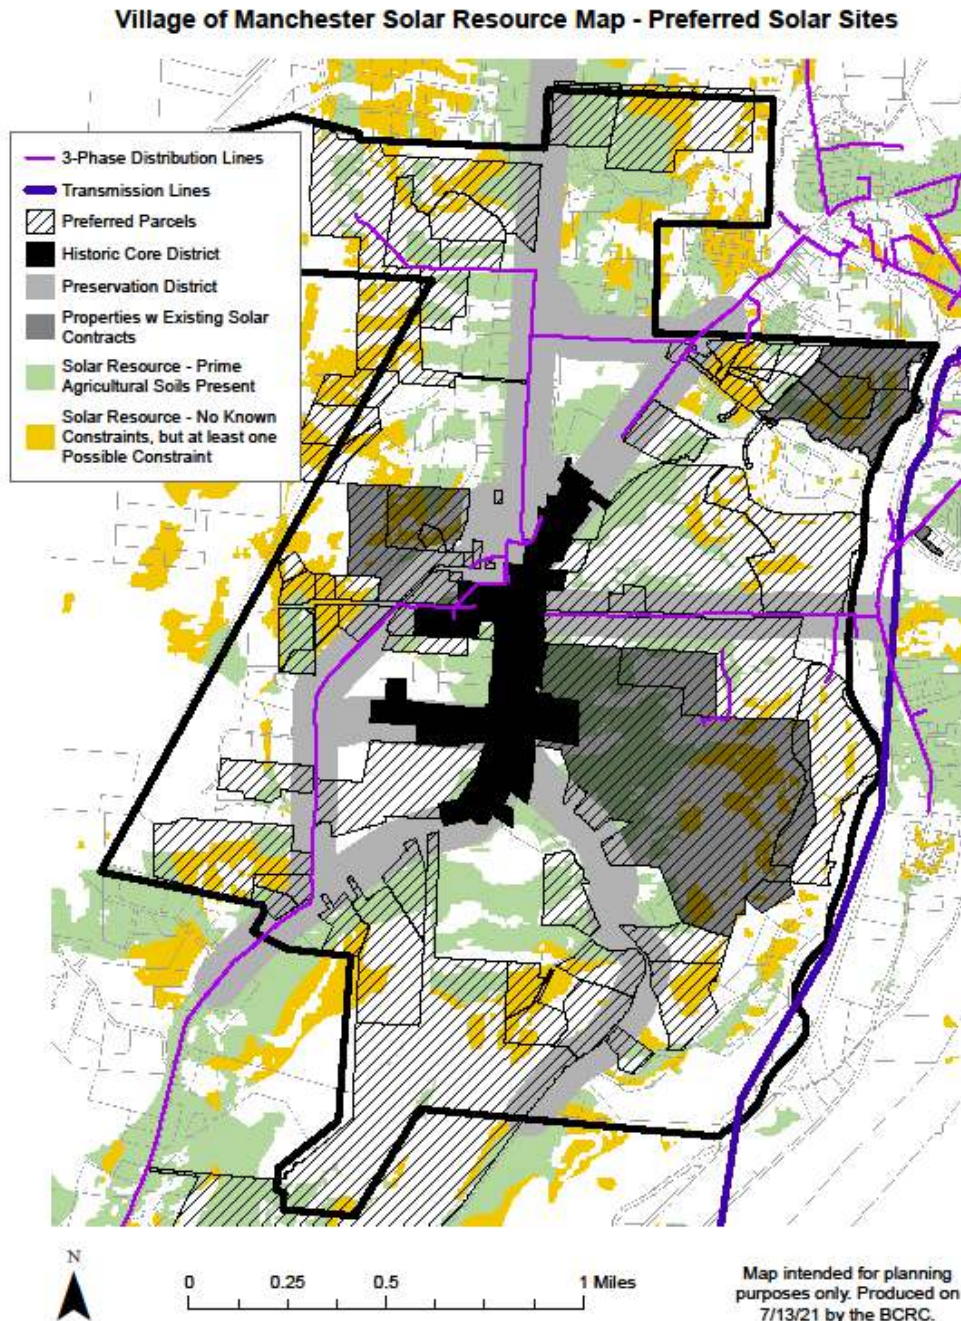 Village of Manchester Solar Resource Map - Preferred Solar Sites
3-Phase Distribution Lines
Transmission Lines
Preferred Parcels
Historic Core District
Preservation District
Properties w Existing Solar
Contracts
Solar Resource - Prime
Agricultural Soils Present
Solar Resource - No Known
Constraints, but at least one
Possible Constraint
N
0 0.25 0.5 1 Miles
Map intended for planning
purposes only. Produced on
7/13/21 by the BCRC.